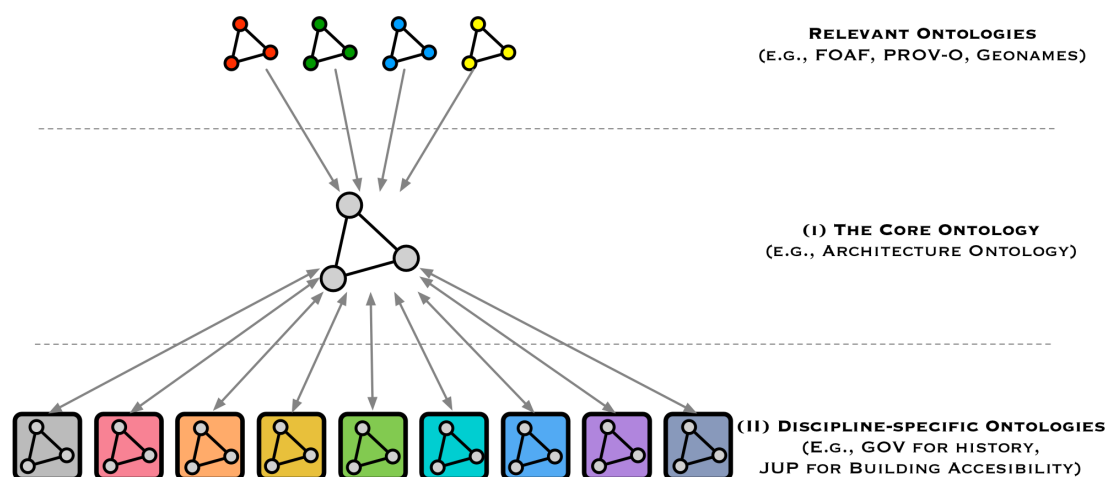 Relevant Ontologies
(e.g., FOAF, PROV-O, Geonames)
(i) The Core Ontology
(e.g., Architecture Ontology)
(II) Discipline-specific Ontologies
(E.g., GOV for history,
JUP for Building Accesibility)